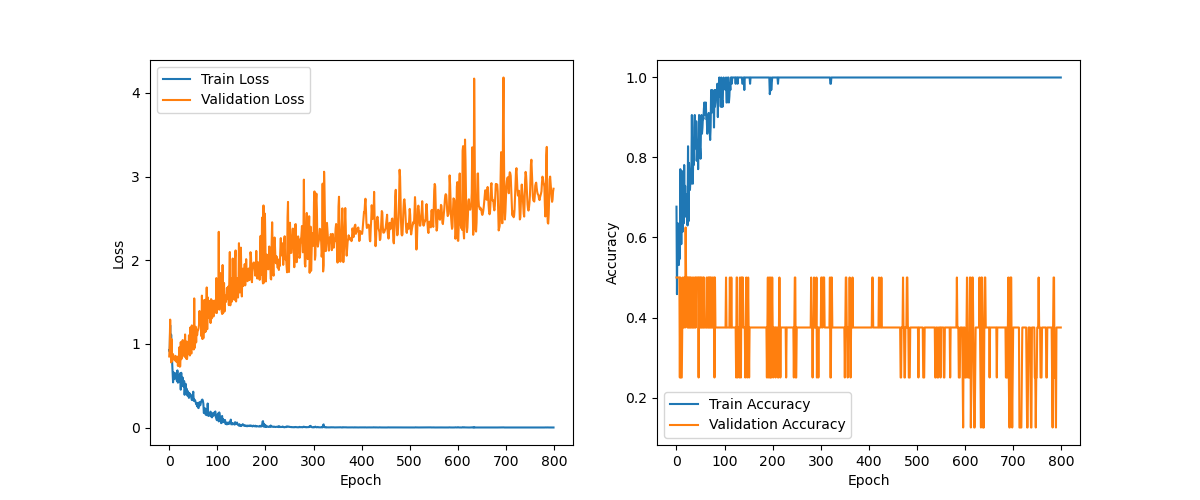 Train Loss
Validation Loss
4
3
2
1
0
Loss
0 100 200 300 400 500 600 700 800
Epoch
1.0
0.8
0.6
0.4
0.2
Accuracy
Train Accuracy
Validation Accuracy
0 100 200 300 400 500 600 700 800
Epoch